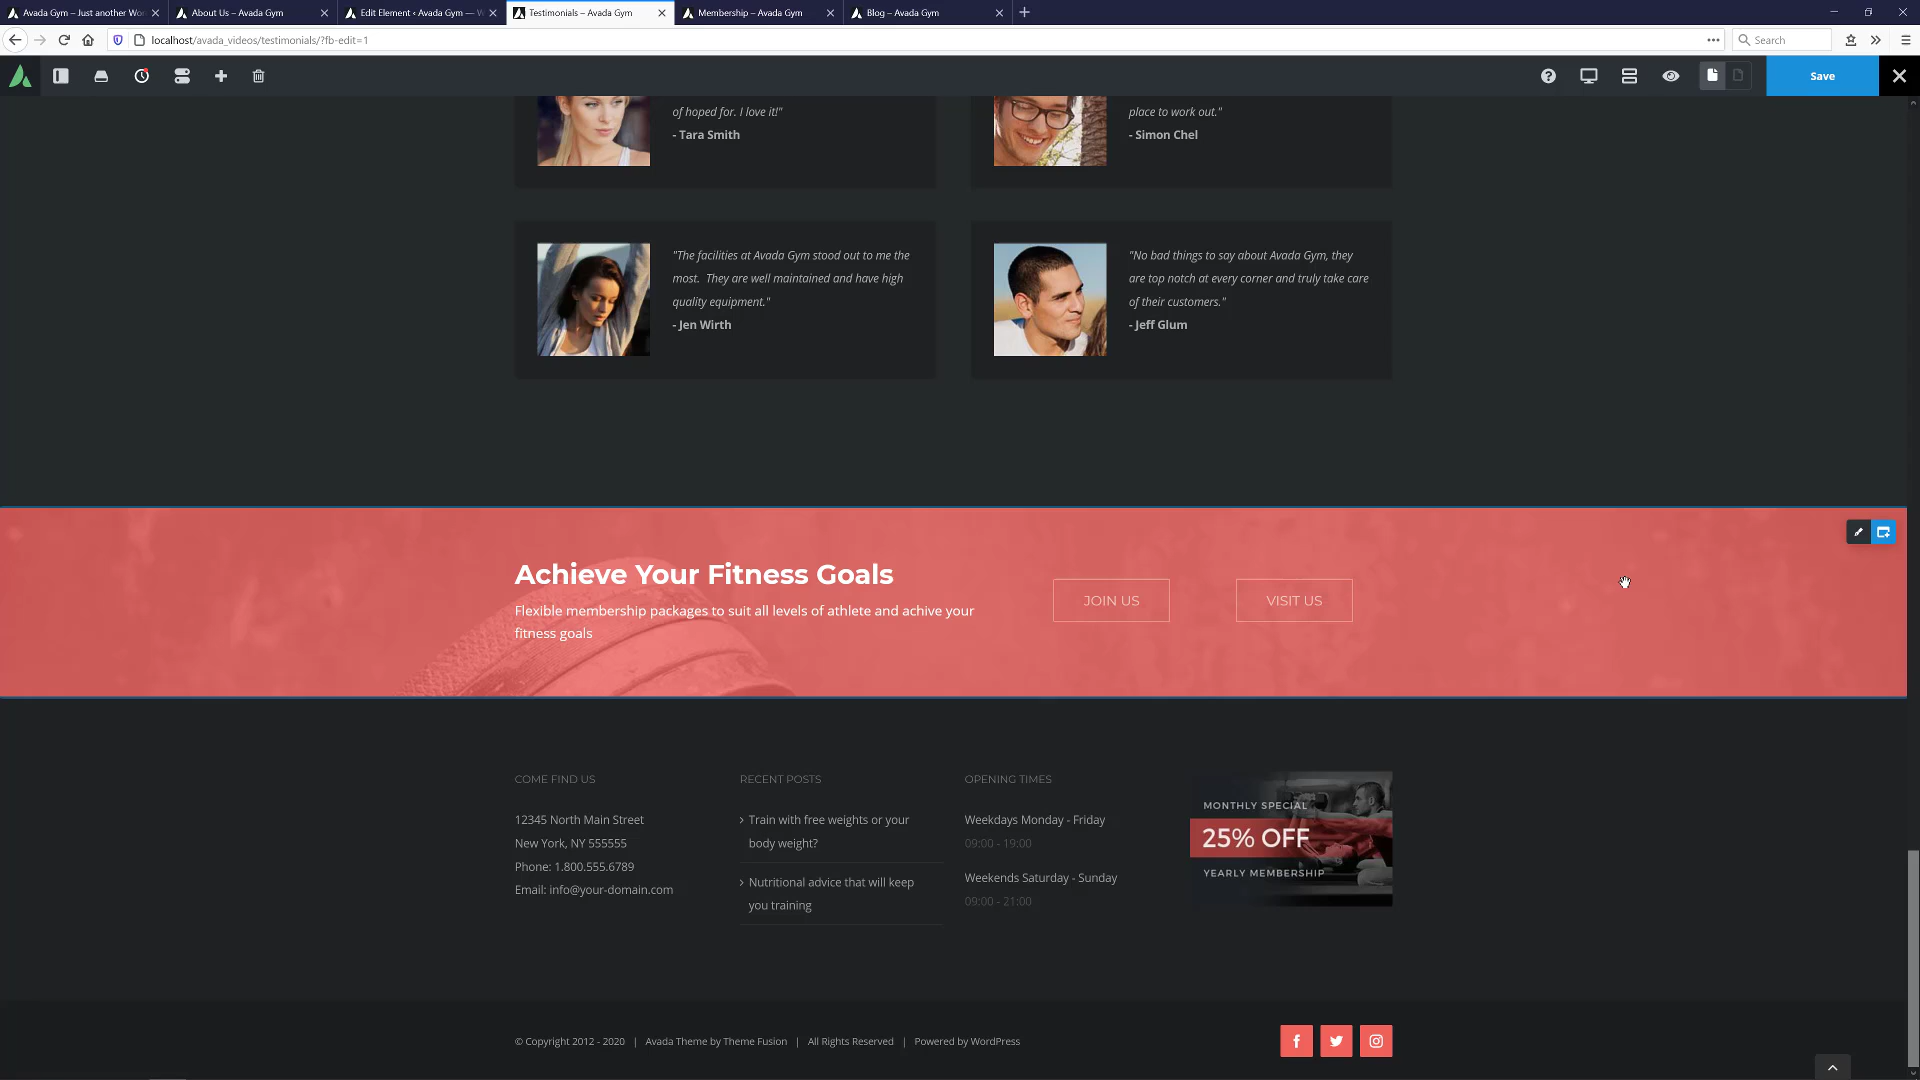 Avada Gym – Just another Wo
About Us – Avada Gym
Edit Element ‹ Avada Gym — W
Testimonials – Avada Gym
Membership – Avada Gym
Blog – Avada Gym
localhost/avada_videos/testimonials/?fb-edit=1
Search
Save
of hoped for. I love it!"
- Tara Smith
place to work out."
- Simon Chel
"The facilities at Avada Gym stood out to me the
most. They are well maintained and have high
quality equipment."
- Jen Wirth
"No bad things to say about Avada Gym, they
are top notch at every corner and truly take care
of their customers."
- Jeff Glum
Achieve Your Fitness Goals
Flexible membership packages to suit all levels of athlete and achive your
fitness goals
JOIN US
VISIT US
COME FIND US
12345 North Main Street
New York, NY 555555
Phone: 1.800.555.6789
Email: info@your-domain.com
RECENT POSTS
Train with free weights or your
body weight?
Nutritional advice that will keep
you training
OPENING TIMES
Weekdays Monday - Friday
09:00 - 19:00
Weekends Saturday - Sunday
09:00 - 21:00
MONTHLY SPECIAL
25% OFF
YEARLY MEMBERSHIP
© Copyright 2012 - 2020 | Avada Theme by Theme Fusion | All Rights Reserved | Powered by WordPress